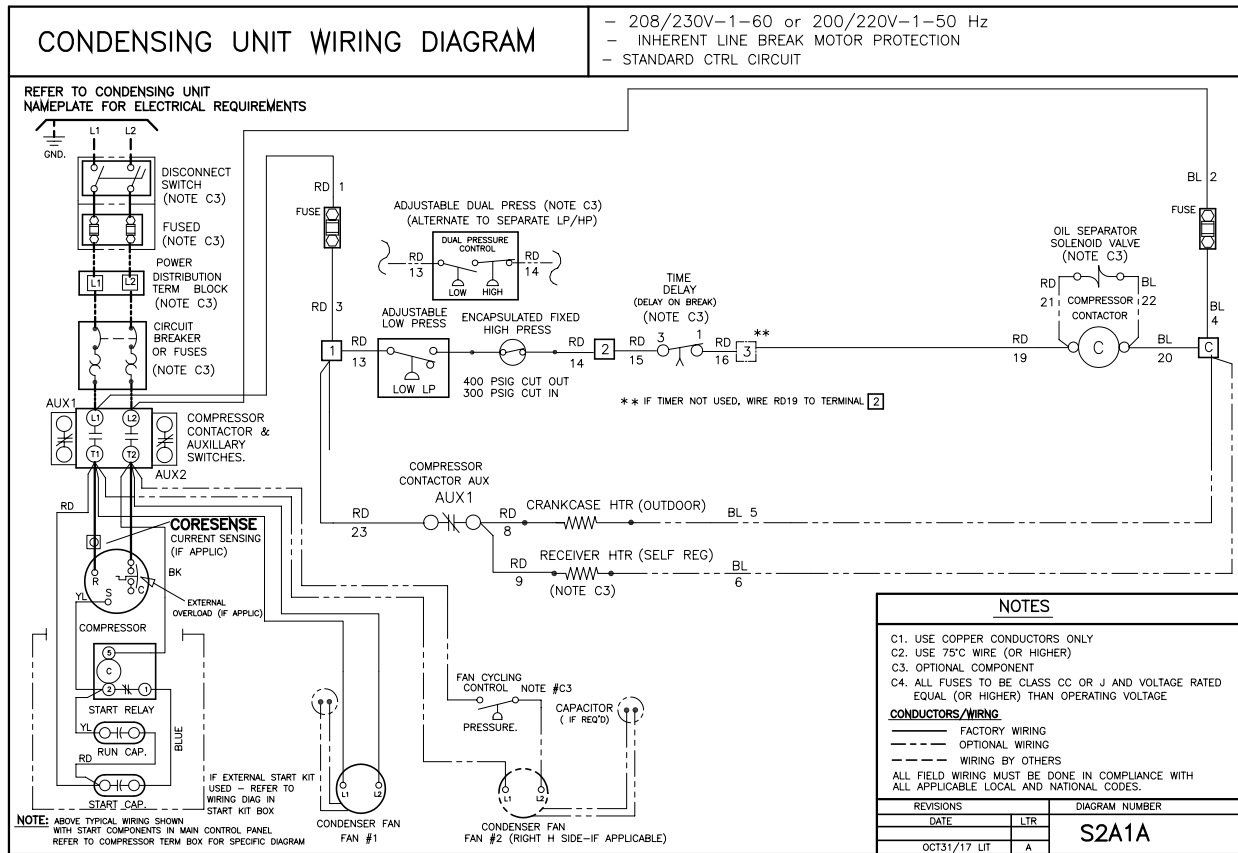 CONDENSING UNIT WIRING DIAGRAM
- 208/230V-1-60 or 200/220V-1-50 Hz
- INHERENT LINE BREAK MOTOR PROTECTION
- STANDARD CTRL CIRCUIT
REFER TO CONDENSING UNIT
NAMEPLATE FOR ELECTRICAL REQUIREMENTS
L1 L2
GND.
DISCONNECT
SWITCH
(NOTE C3)
FUSED
(NOTE C3)
POWER
DISTRIBUTION
TERM BLOCK
(NOTE C3)
L1 L2
CIRCUIT
BREAKER
OR FUSES
(NOTE C3)
AUX1
L1 L2
T1 T2
COMPRESSOR
CONTACTOR &
AUXILLARY
SWITCHES.
AUX2
RD
CORESENSE
CURRENT SENSING
(IF APPLIC)
BK
R
C
S
YL
EXTERNAL
OVERLOAD (IF APPLIC)
COMPRESSOR
5
C
2 1
START RELAY
YL
RUN CAP.
RD
BLUE
START CAP.
IF EXTERNAL START KIT
USED - REFER TO
WIRING DIAG IN
START KIT BOX
NOTE: ABOVE TYPICAL WIRING SHOWN
WITH START COMPONENTS IN MAIN CONTROL PANEL
REFER TO COMPRESSOR TERM BOX FOR SPECIFIC DIAGRAM
RD 1
FUSE
RD 3
1
RD
13
ADJUSTABLE DUAL PRESS (NOTE C3)
(ALTERNATE TO SEPARATE LP/HP)
DUAL PRESSURE
CONTROL
RD
13
LOW HIGH
RD
14
ADJUSTABLE
LOW PRESS
LOW LP
ENCAPSULATED FIXED
HIGH PRESS
400 PSIG CUT OUT
300 PSIG CUT IN
RD
14
2
RD
15
TIME
DELAY
(DELAY ON BREAK)
(NOTE C3)
3 1
RD
16
3
**
** IF TIMER NOT USED, WIRE RD19 TO TERMINAL 2
RD
19
OIL SEPARATOR
SOLENOID VALVE
(NOTE C3)
RD
21
BL
22
COMPRESSOR
CONTACTOR
C
BL
20
C
BL 2
FUSE
BL
4
COMPRESSOR
CONTACTOR AUX
AUX1
RD
23
RD
8
CRANKCASE HTR (OUTDOOR)
BL 5
RD
9
RECEIVER HTR (SELF REG)
(NOTE C3)
BL
6
FAN CYCLING
CONTROL NOTE #C3
PRESSURE.
CAPACITOR
( IF REQ'D)
L1 L2
CONDENSER FAN
FAN #1
L1 L2
CONDENSER FAN
FAN #2 (RIGHT H SIDE-IF APPLICABLE)
NOTES
C1. USE COPPER CONDUCTORS ONLY
C2. USE 75°C WIRE (OR HIGHER)
C3. OPTIONAL COMPONENT
C4. ALL FUSES TO BE CLASS CC OR J AND VOLTAGE RATED
EQUAL (OR HIGHER) THAN OPERATING VOLTAGE
CONDUCTORS/WIRNG
FACTORY WIRING
OPTIONAL WIRING
WIRING BY OTHERS
ALL FIELD WIRING MUST BE DONE IN COMPLIANCE WITH
ALL APPLICABLE LOCAL AND NATIONAL CODES.
REVISIONS
DATE LTR
OCT31/17 LIT A
DIAGRAM NUMBER
S2A1A